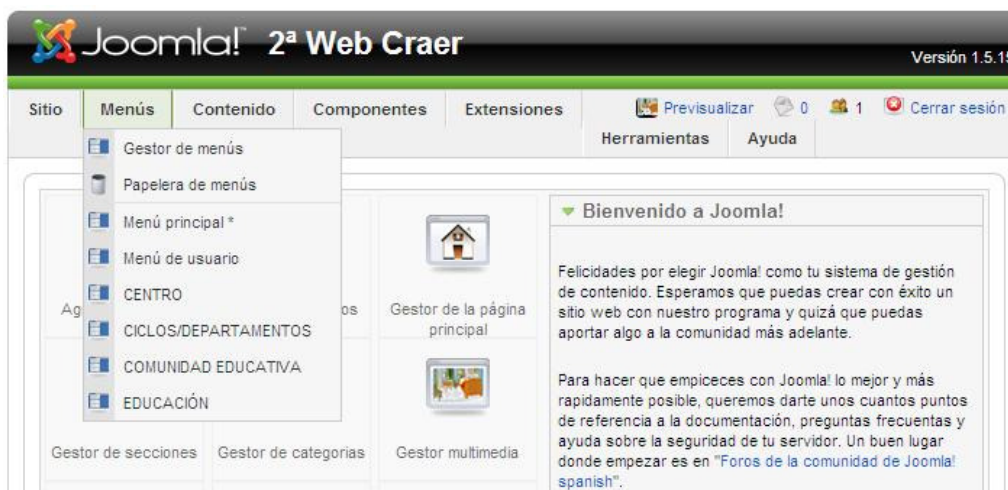 Joomla! 2ª Web Craer
Versión 1.5.15
Sitio Menús Contenido Componentes Extensiones
Previsualizar 0 1 Cerrar sesión
Herramientas Ayuda
Gestor de menús
Papelera de menús
Menú principal *
Menú de usuario
CENTRO
CICLOS/DEPARTAMENTOS
COMUNIDAD EDUCATIVA
EDUCACIÓN
Gestor de la página
principal
Gestor de secciones Gestor de categorias Gestor multimedia
Bienvenido a Joomla!
Felicidades por elegir Joomla! como tu sistema de gestión
de contenido. Esperamos que puedas crear con éxito un
sitio web con nuestro programa y quizá que puedas
aportar algo a la comunidad más adelante.
Para hacer que empiceces con Joomla! lo mejor y más
rapidamente posible, queremos darte unos cuantos puntos
de referencia a la documentación, preguntas frecuentes y
ayuda sobre la seguridad de tu servidor. Un buen lugar
donde empezar es en "Foros de la comunidad de Joomla!
spanish".